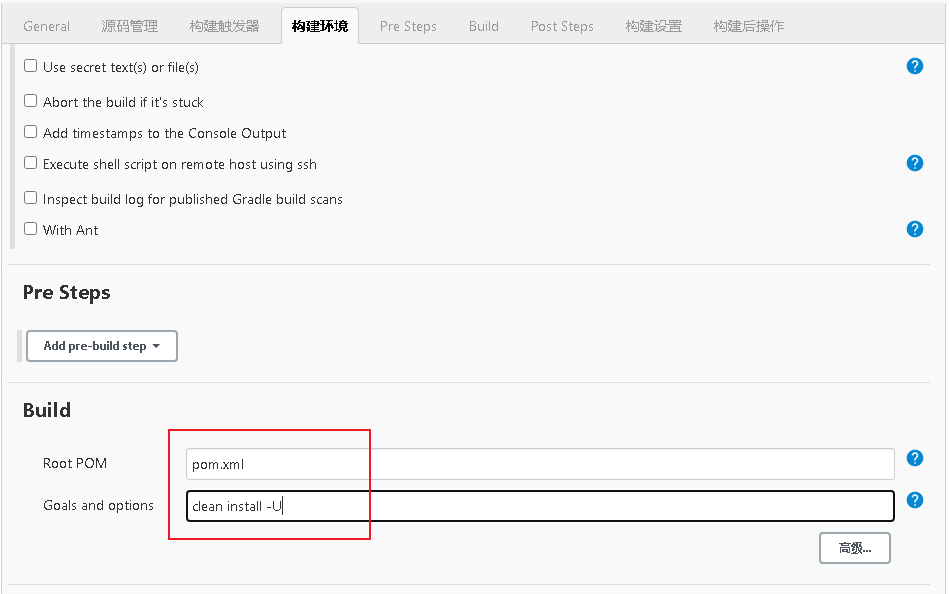 General 源码管理 构建触发器 构建环境 Pre Steps Build Post Steps 构建设置 构建后操作
Use secret text(s) or file(s) ?
Abort the build if it's stuck
Add timestamps to the Console Output
Execute shell script on remote host using ssh ?
Inspect build log for published Gradle build scans
With Ant ?
Pre Steps
Add pre-build step
Build
Root POM pom.xml ?
Goals and options clean install -U ?
高级...